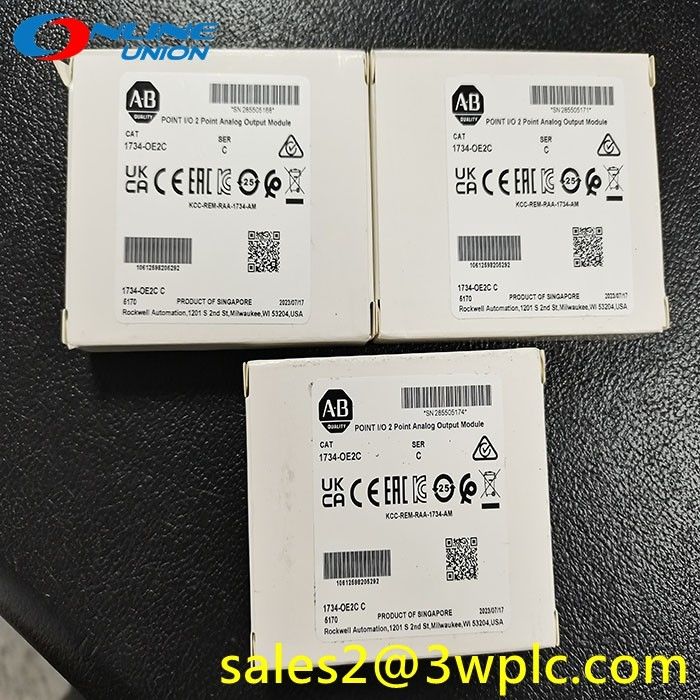 ONLINE
UNION
A-B
QUALITY
*SN 285505168*
POINT I/O 2 Point Analog Output Module
CAT
SER
1734-OE2C
C
UK
CA
CE
EAC
25
KCC-REM-RAA-1734-AM
10612598205292
1734-OE2C C
5170
PRODUCT OF SINGAPORE
2023/07/17
Rockwell Automation,1201 S 2nd St,Milwaukee,WI 53204,USA
A-B
QUALITY
*SN 285505171*
POINT I/O 2 Point Analog Output Module
CAT
SER
1734-OE2C
C
UK
CA
CE
EAC
25
KCC-REM-RAA-1734-AM
10612598205292
1734-OE2C C
5170
PRODUCT OF SINGAPORE
2023/07/17
Rockwell Automation,1201 S 2nd St,Milwaukee,WI 53204,USA
A-B
QUALITY
*SN 285505174*
POINT I/O 2 Point Analog Output Module
CAT
SER
1734-OE2C
C
UK
CA
CE
EAC
25
KCC-REM-RAA-1734-AM
10612598205292
1734-OE2C C
5170
PRODUCT OF SINGAPORE
2023/07/17
Rockwell Automation,1201 S 2nd St,Milwaukee,WI 53204,USA
sales2@3wplc.com